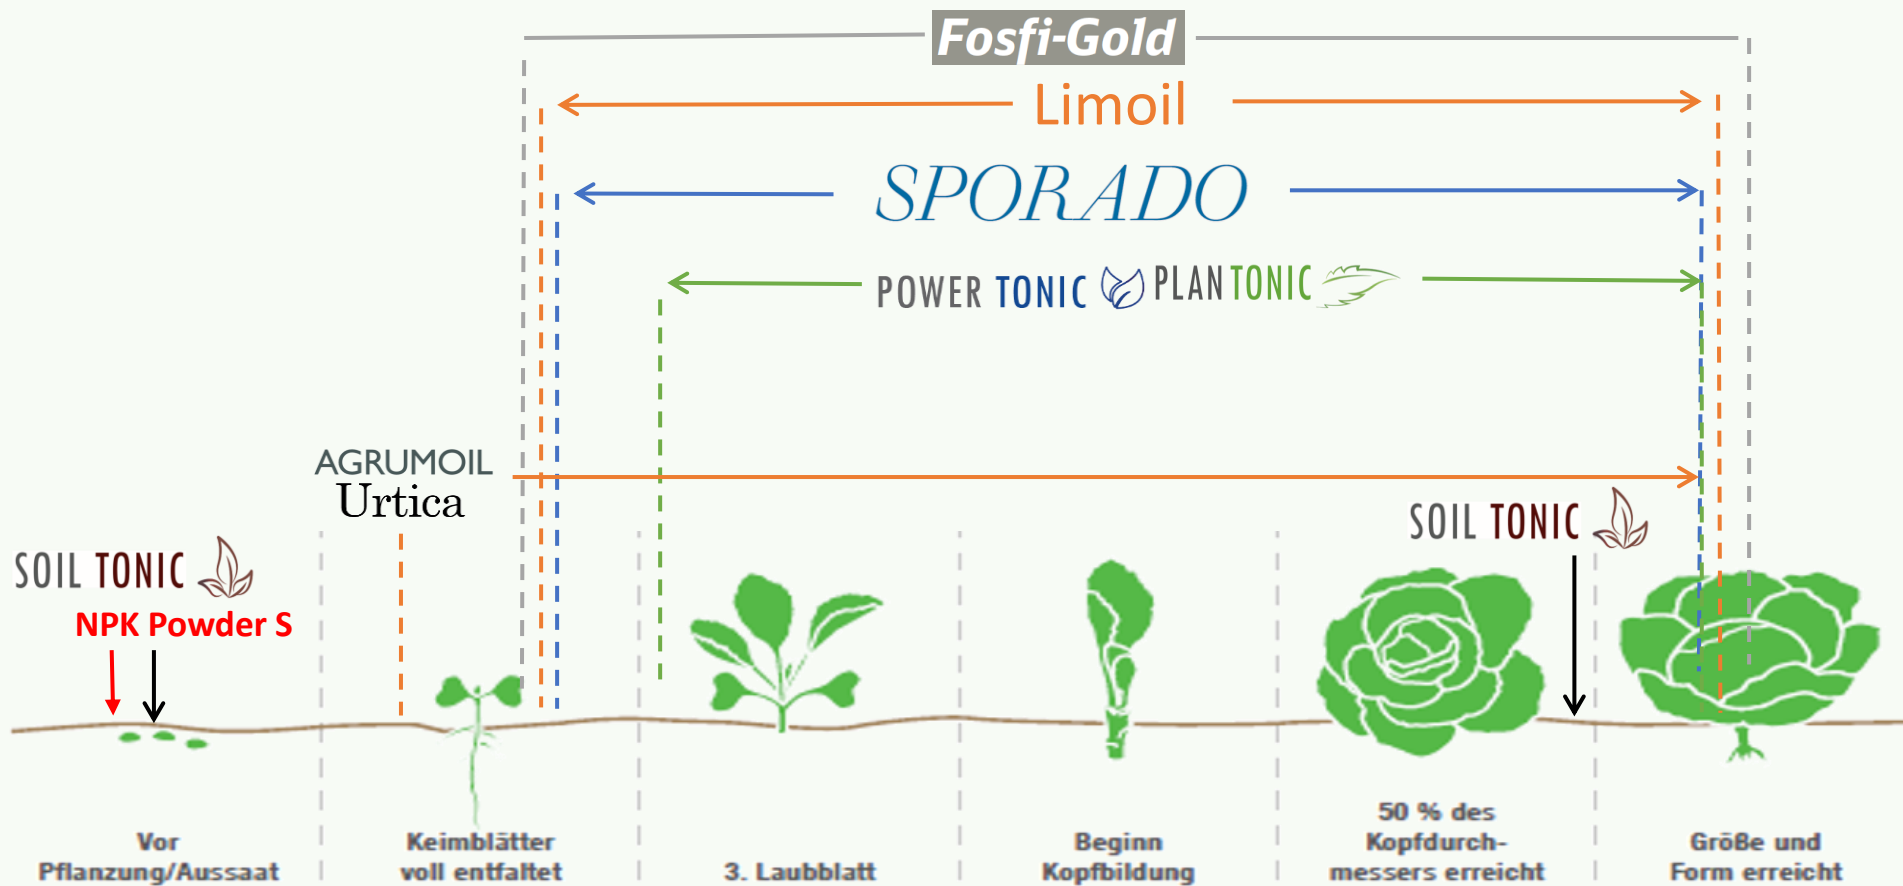 Fosfi-Gold
Limoil
SPORADO
POWER TONIC PLANTONIC
AGRUMOIL
Urtica
SOIL TONIC
SOIL TONIC
NPK Powder S
Vor
Pflanzung/Aussaat
Keimblätter
voll entfaltet
3. Laubblatt
Beginn
Kopfbildung
50 % des
Kopfdurch-
messers erreicht
Größe und
Form erreicht